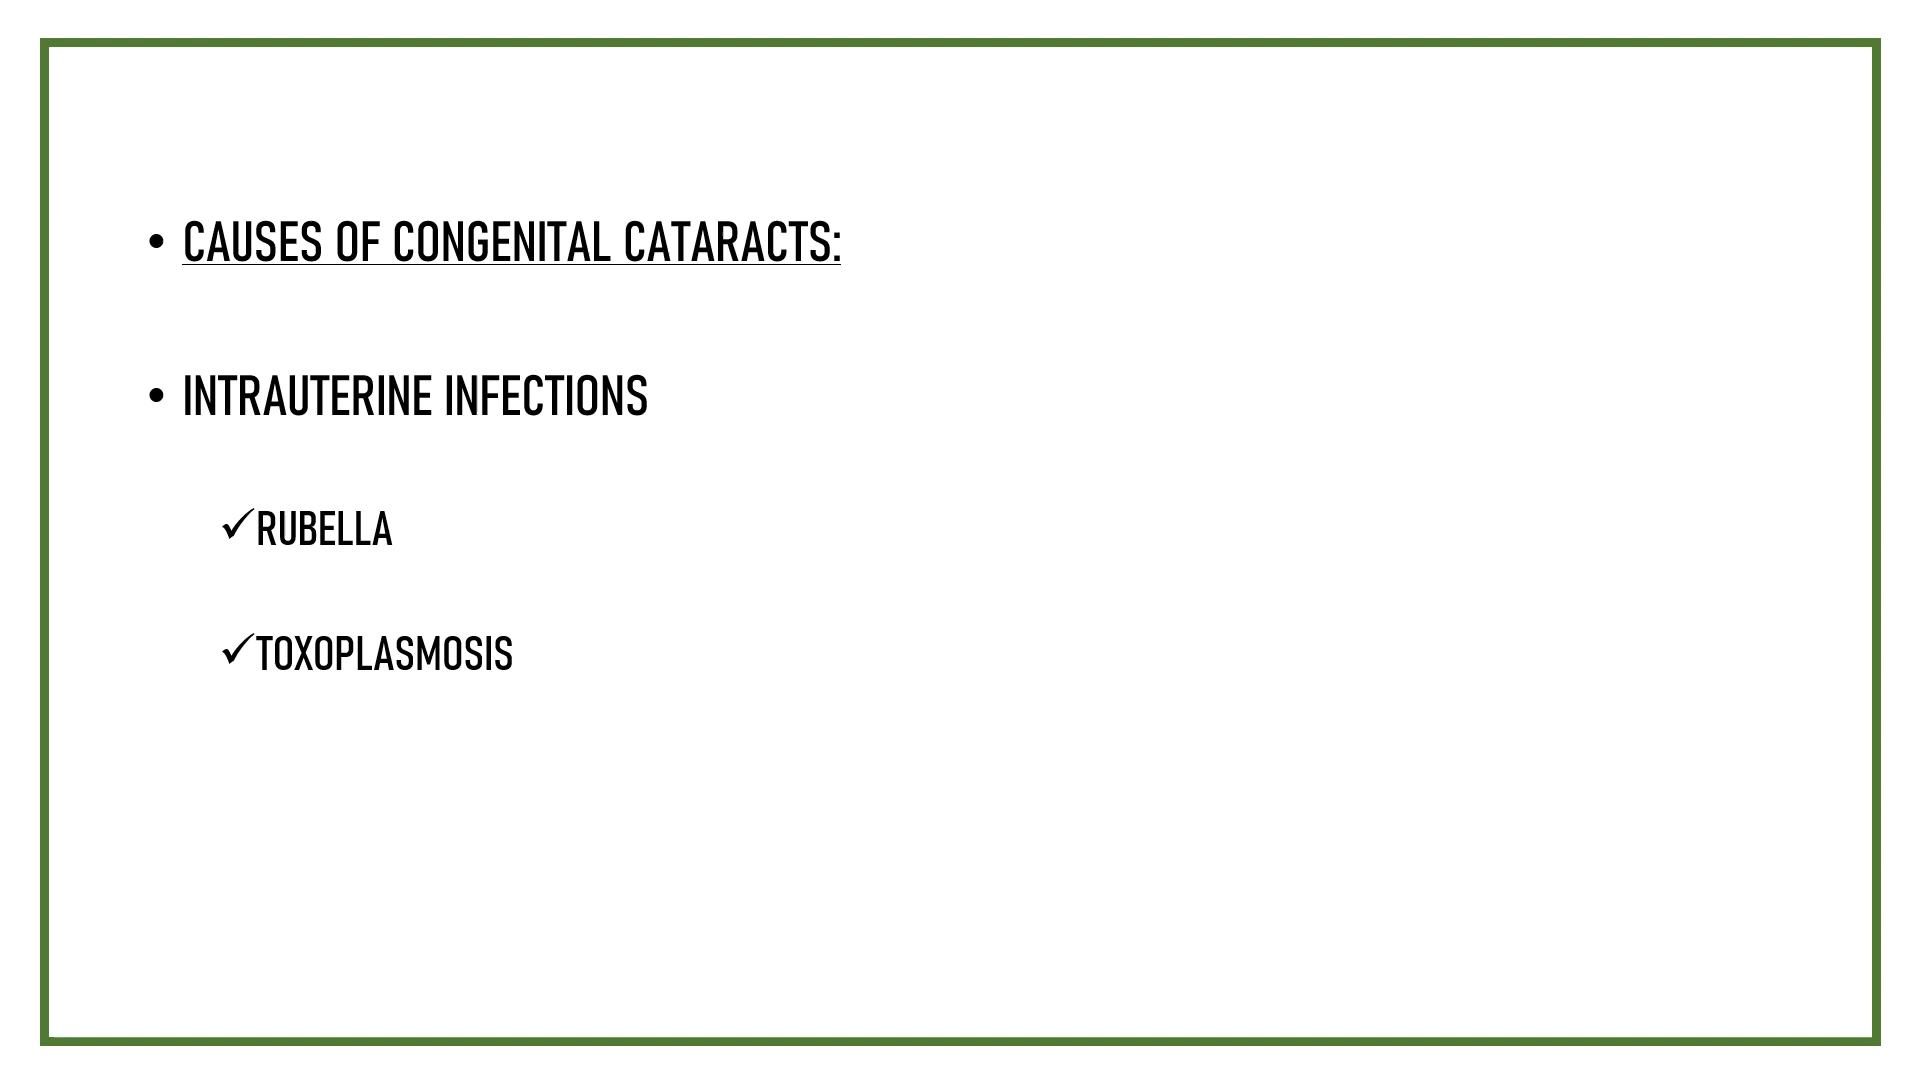 • CAUSES OF CONGENITAL CATARACTS:
• INTRAUTERINE INFECTIONS
✓RUBELLA
✓TOXOPLASMOSIS